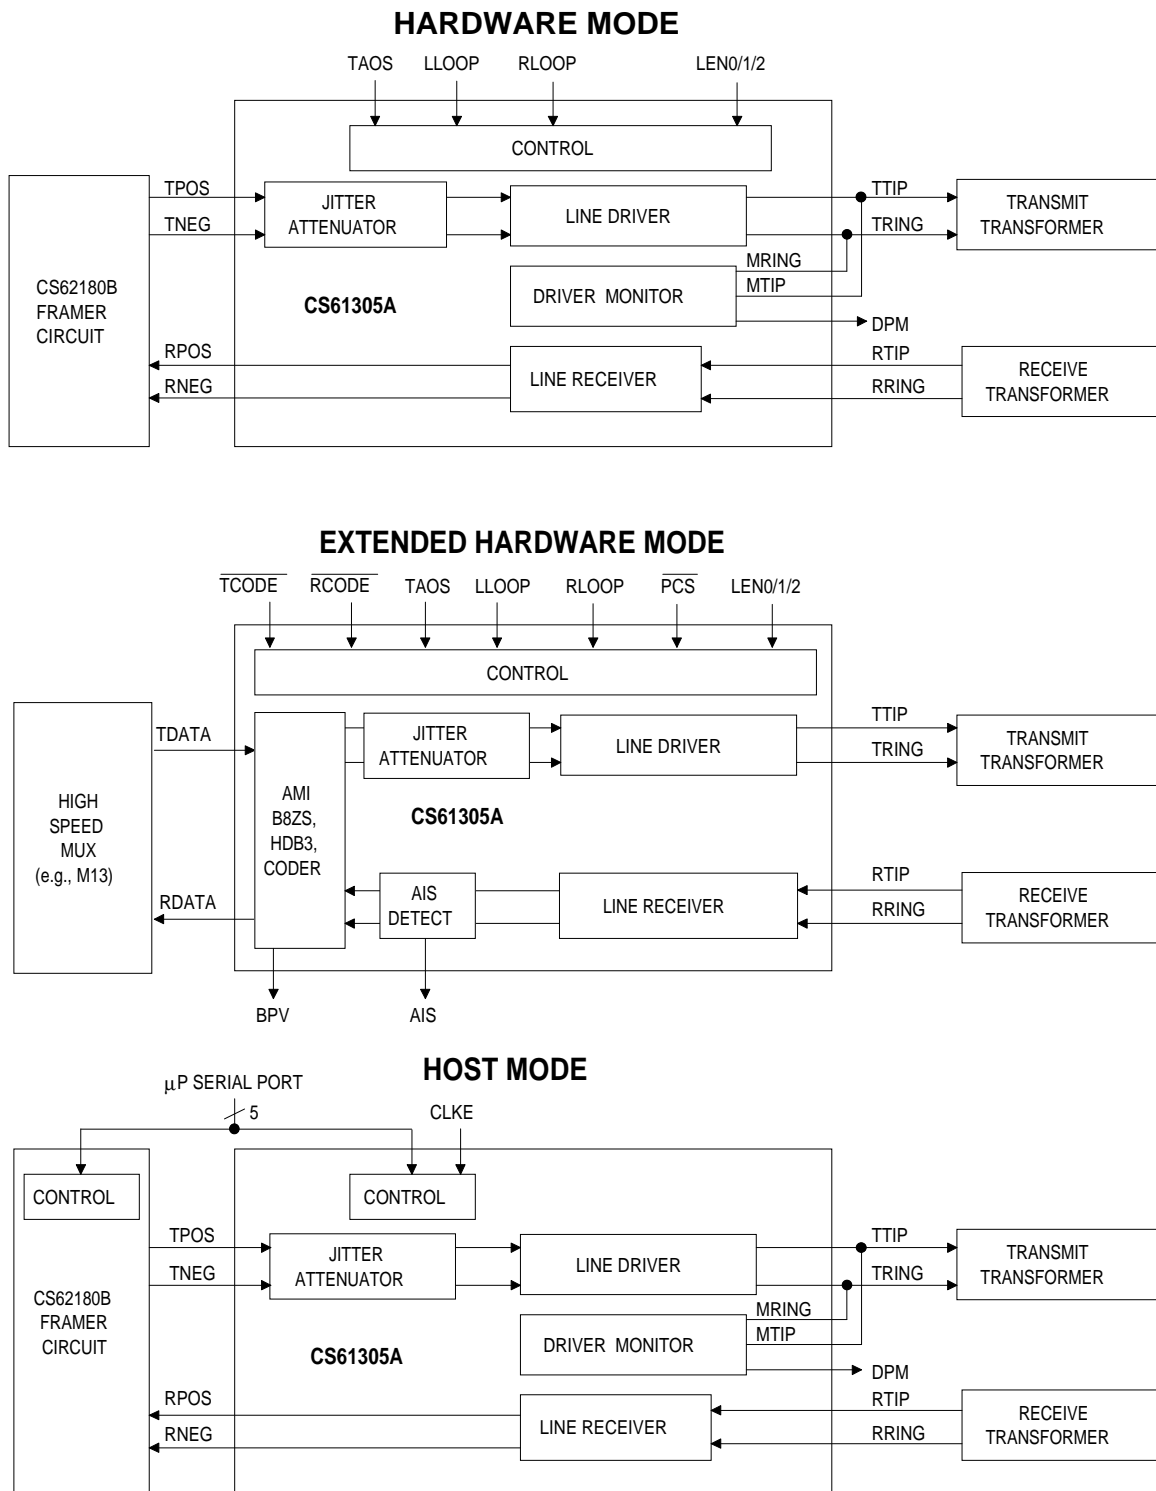 HARDWARE MODE
TAOS LLOOP RLOOP LEN0/1/2
CONTROL
TPOS
TNEG
JITTER
ATTENUATOR
LINE DRIVER
TTIP
TRING
TRANSMIT
TRANSFORMER
MRING
MTIP
CS62180B
FRAMER
CIRCUIT
CS61305A
DRIVER MONITOR
DPM
RPOS
RNEG
LINE RECEIVER
RTIP
RRING
RECEIVE
TRANSFORMER
EXTENDED HARDWARE MODE
TCODE RCODE TAOS LLOOP RLOOP PCS LEN0/1/2
CONTROL
TDATA
JITTER
ATTENUATOR
LINE DRIVER
TTIP
TRING
TRANSMIT
TRANSFORMER
HIGH
SPEED
MUX
(e.g., M13)
AMI
B8ZS,
HDB3,
CODER
CS61305A
RDATA
AIS
DETECT
LINE RECEIVER
RTIP
RRING
RECEIVE
TRANSFORMER
BPV
AIS
HOST MODE
µP SERIAL PORT
5
CLKE
CONTROL
CONTROL
TPOS
TNEG
JITTER
ATTENUATOR
LINE DRIVER
TTIP
TRING
TRANSMIT
TRANSFORMER
MRING
MTIP
CS62180B
FRAMER
CIRCUIT
CS61305A
DRIVER MONITOR
DPM
RPOS
RNEG
LINE RECEIVER
RTIP
RRING
RECEIVE
TRANSFORMER